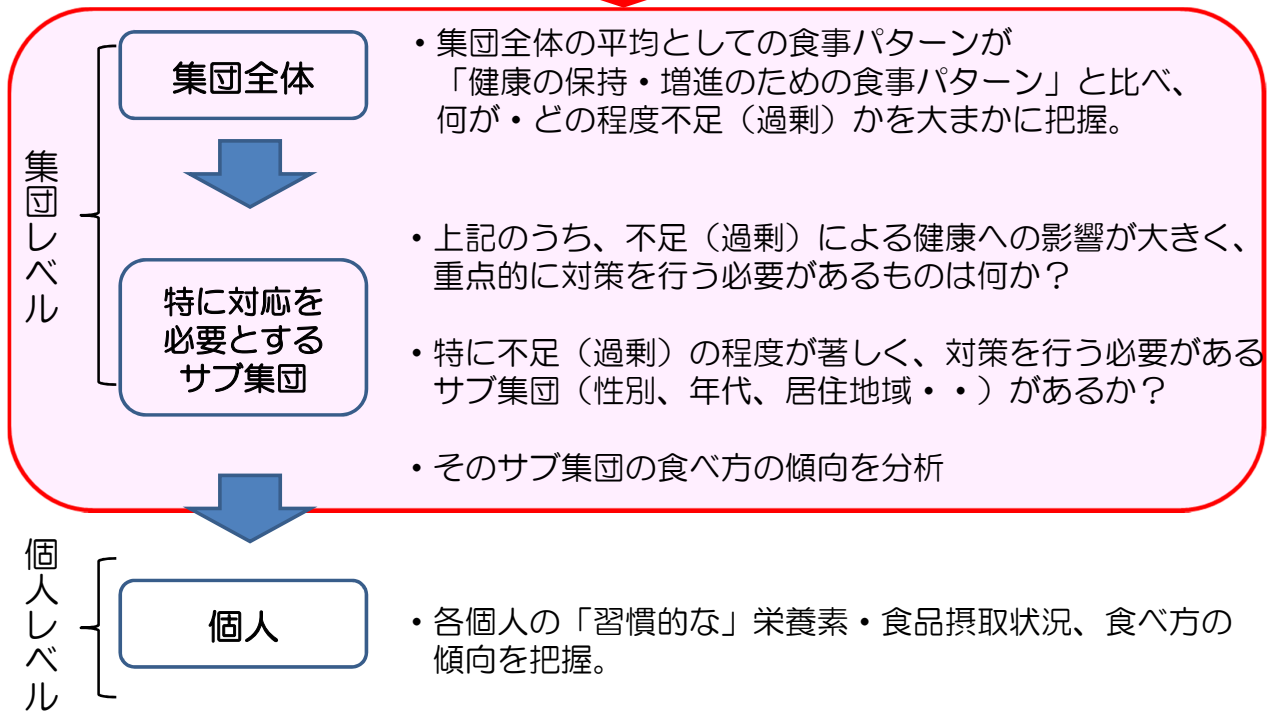 集団レベル
集団全体
・集団全体の平均としての食事パターンが
「健康の保持・増進のための食事パターン」と比べ、
何が・どの程度不足（過剰）かを大まかに把握。
特に対応を
必要とする
サブ集団
・上記のうち、不足（過剰）による健康への影響が大きく、
重点的に対策を行う必要があるものは何か？
・特に不足（過剰）の程度が著しく、対策を行う必要がある
サブ集団（性別、年代、居住地域・・）があるか？
・そのサブ集団の食べ方の傾向を分析
個人レベル
個人
・各個人の「習慣的な」栄養素・食品摂取状況、食べ方の
傾向を把握。